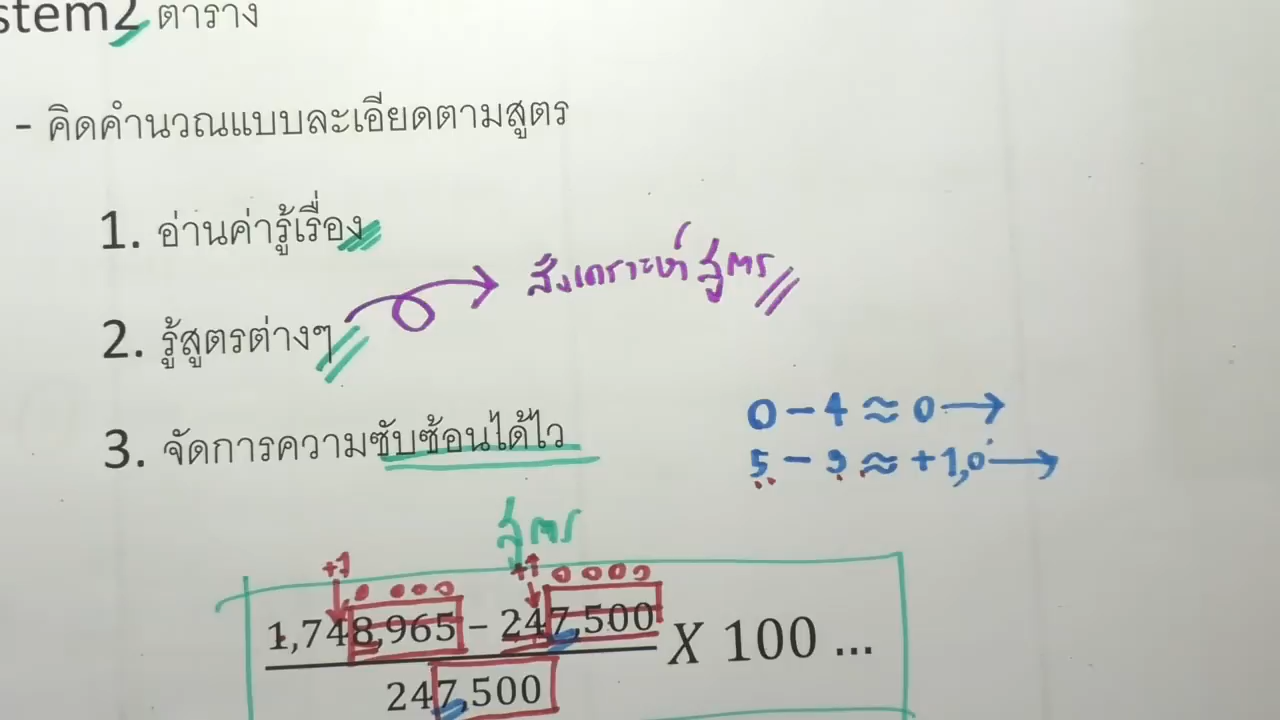 stem2 ตาราง
- คิดคำนวณแบบละเอียดตามสูตร
1. อ่านค่ารู้เรื่อง
สังเคราะห์ สูตร
2. รู้สูตรต่างๆ
0 - 4 ≈ 0 →
3. จัดการความซับซ้อนได้ไว
5 - 9 ≈ +1,0 →
สูตร
+1 0 000 +1 0000
1,748,965 - 247,500
X 100 ...
247,500